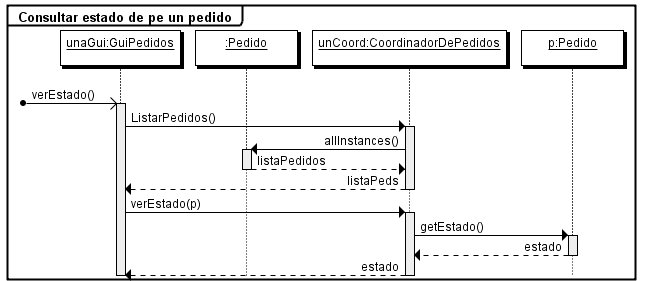 Consultar estado de pe un pedido
unaGui:GuiPedidos
:Pedido
unCoord:CoordinadorDePedidos
p:Pedido
verEstado()
ListarPedidos()
allInstances()
listaPedidos
listaPeds
verEstado(p)
getEstado()
estado
estado